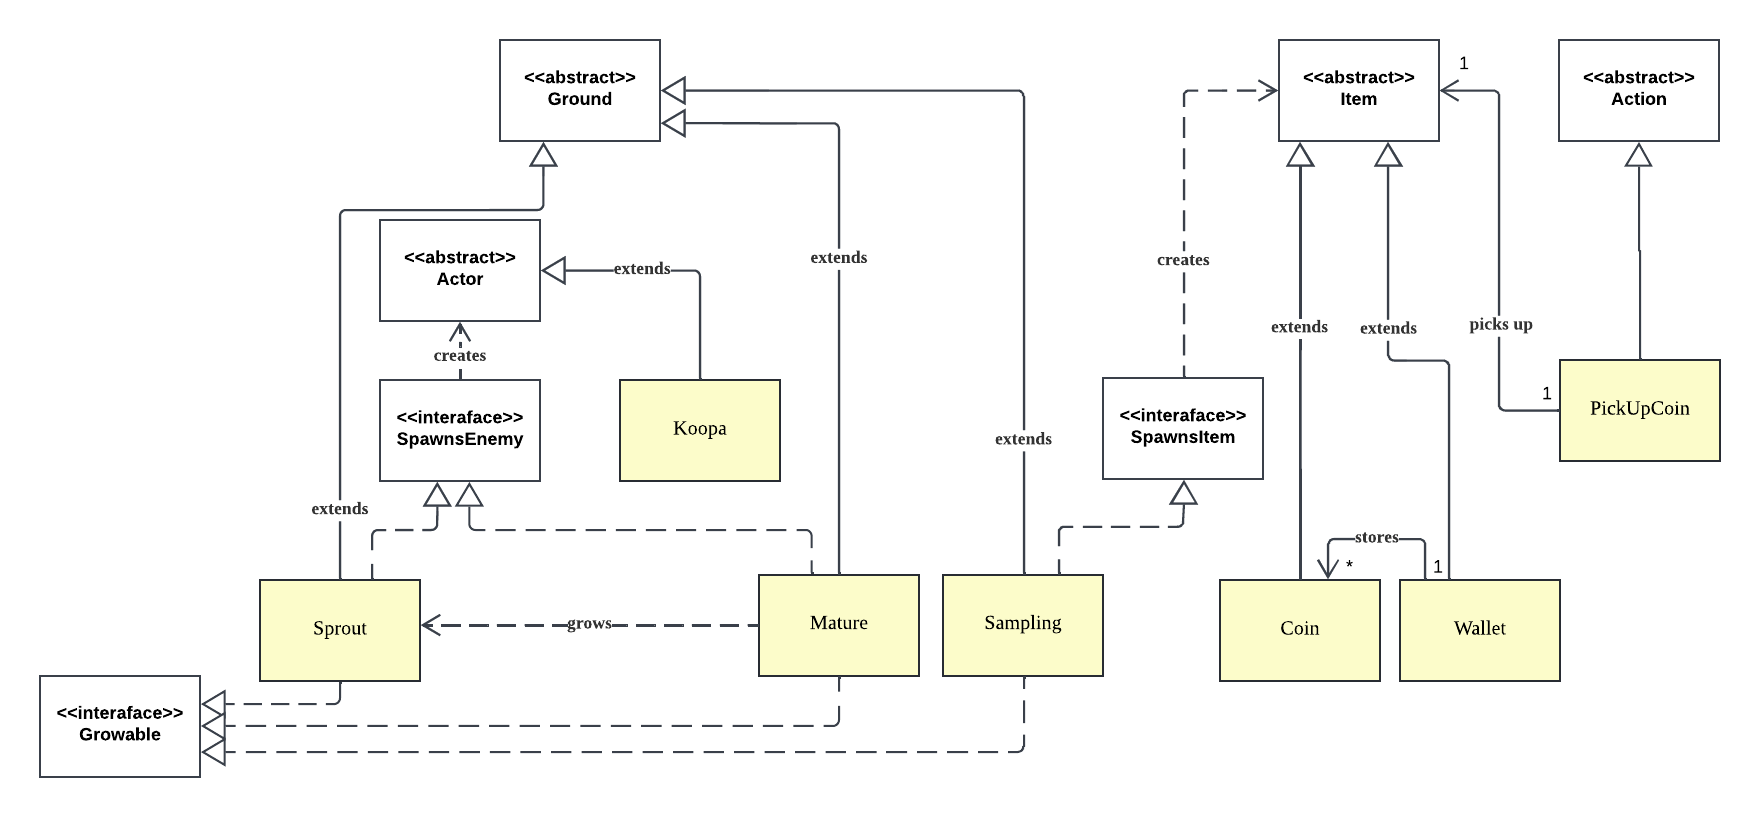 <<abstract>>
Ground
<<abstract>>
Item
1
<<abstract>>
Action
<<abstract>>
Actor
extends
extends
creates
creates
extends
extends
picks up
<<interaface>>
SpawnsEnemy
Koopa
extends
<<interaface>>
SpawnsItem
1
PickUpCoin
extends
stores
*
1
Sprout
grows
Mature
Sampling
Coin
Wallet
<<interaface>>
Growable